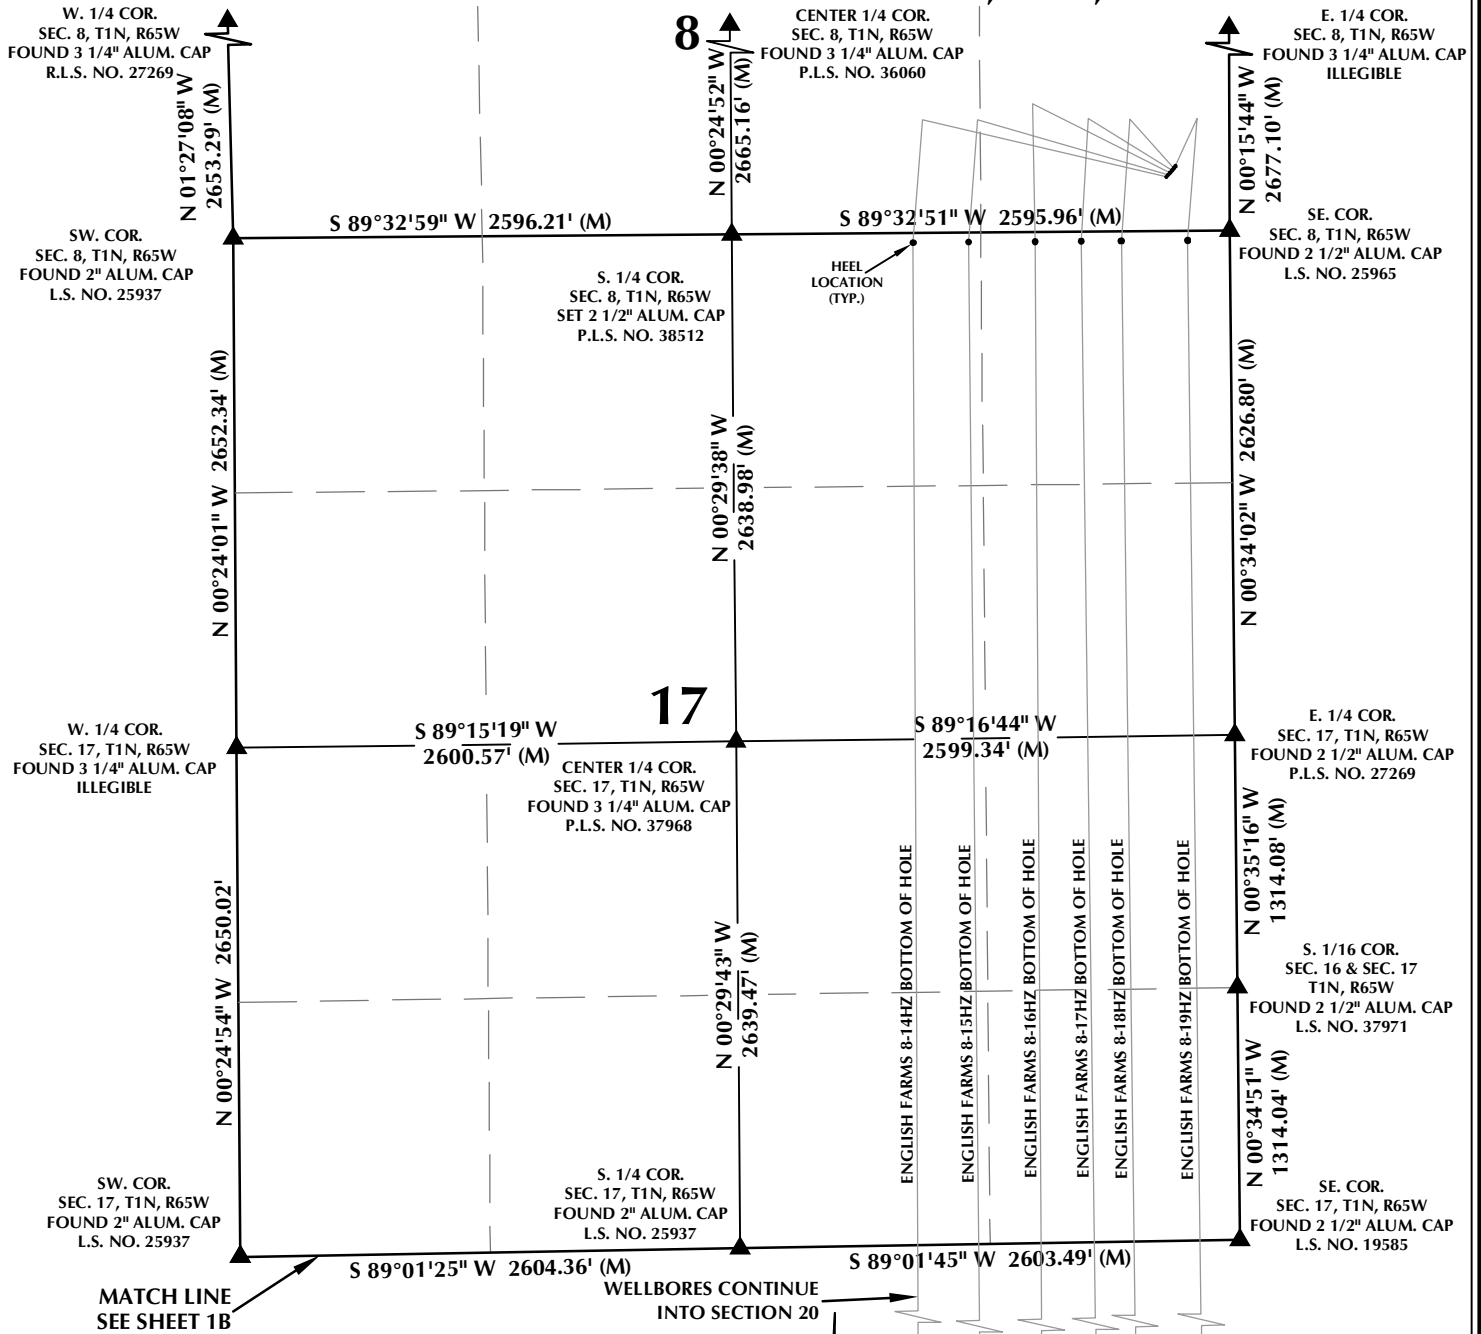 W. 1/4 COR.
SEC. 8, T1N, R65W
FOUND 3 1/4" ALUM. CAP
R.L.S. NO. 27269
8
CENTER 1/4 COR.
SEC. 8, T1N, R65W
FOUND 3 1/4" ALUM. CAP
P.L.S. NO. 36060
E. 1/4 COR.
SEC. 8, T1N, R65W
FOUND 3 1/4" ALUM. CAP
ILLEGIBLE
N 01°27'08" W
2653.29' (M)
N 00°24'52" W
2665.16' (M)
N 00°15'44" W
2677.10' (M)
S 89°32'59" W 2596.21' (M)
S 89°32'51" W 2595.96' (M)
SW. COR.
SEC. 8, T1N, R65W
FOUND 2" ALUM. CAP
L.S. NO. 25937
S. 1/4 COR.
SEC. 8, T1N, R65W
SET 2 1/2" ALUM. CAP
P.L.S. NO. 38512
HEEL
LOCATION
(TYP.)
SE. COR.
SEC. 8, T1N, R65W
FOUND 2 1/2" ALUM. CAP
L.S. NO. 25965
N 00°24'01" W 2652.34' (M)
N 00°29'38" W
2638.98' (M)
N 00°34'02" W 2626.80' (M)
17
S 89°15'19" W
2600.57' (M)
S 89°16'44" W
2599.34' (M)
W. 1/4 COR.
SEC. 17, T1N, R65W
FOUND 3 1/4" ALUM. CAP
ILLEGIBLE
CENTER 1/4 COR.
SEC. 17, T1N, R65W
FOUND 3 1/4" ALUM. CAP
P.L.S. NO. 37968
E. 1/4 COR.
SEC. 17, T1N, R65W
FOUND 2 1/2" ALUM. CAP
P.L.S. NO. 27269
N 00°24'54" W 2650.02'
N 00°29'43" W
2639.47' (M)
ENGLISH FARMS 8-14HZ BOTTOM OF HOLE
ENGLISH FARMS 8-15HZ BOTTOM OF HOLE
ENGLISH FARMS 8-16HZ BOTTOM OF HOLE
ENGLISH FARMS 8-17HZ BOTTOM OF HOLE
ENGLISH FARMS 8-18HZ BOTTOM OF HOLE
ENGLISH FARMS 8-19HZ BOTTOM OF HOLE
N 00°35'16" W
1314.08' (M)
S. 1/16 COR.
SEC. 16 & SEC. 17
T1N, R65W
FOUND 2 1/2" ALUM. CAP
L.S. NO. 37971
N 00°34'51" W
1314.04' (M)
SW. COR.
SEC. 17, T1N, R65W
FOUND 2" ALUM. CAP
L.S. NO. 25937
S. 1/4 COR.
SEC. 17, T1N, R65W
FOUND 2" ALUM. CAP
L.S. NO. 25937
SE. COR.
SEC. 17, T1N, R65W
FOUND 2 1/2" ALUM. CAP
L.S. NO. 19585
S 89°01'25" W 2604.36' (M)
S 89°01'45" W 2603.49' (M)
MATCH LINE
SEE SHEET 1B
WELLBORES CONTINUE
INTO SECTION 20